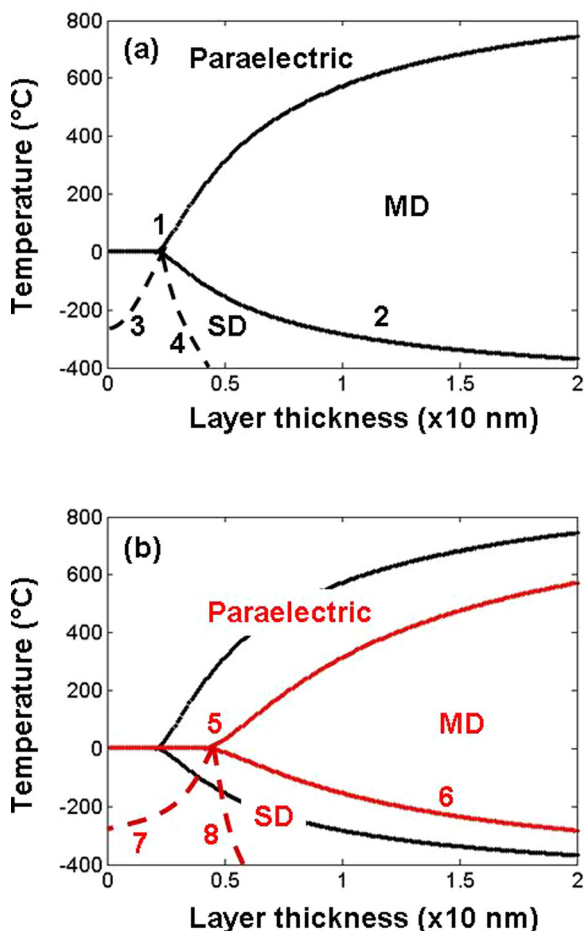 800
(a)
Paraelectric
600
400
200
MD
1
0
Temperature (°C)
3
4
SD
2
-200
-400
0
0.5
1
1.5
2
Layer thickness (x10 nm)
800
(b)
600
Paraelectric
400
200
5
MD
0
Temperature (°C)
7
8
SD
6
-200
-400
0
0.5
1
1.5
2
Layer thickness (x10 nm)